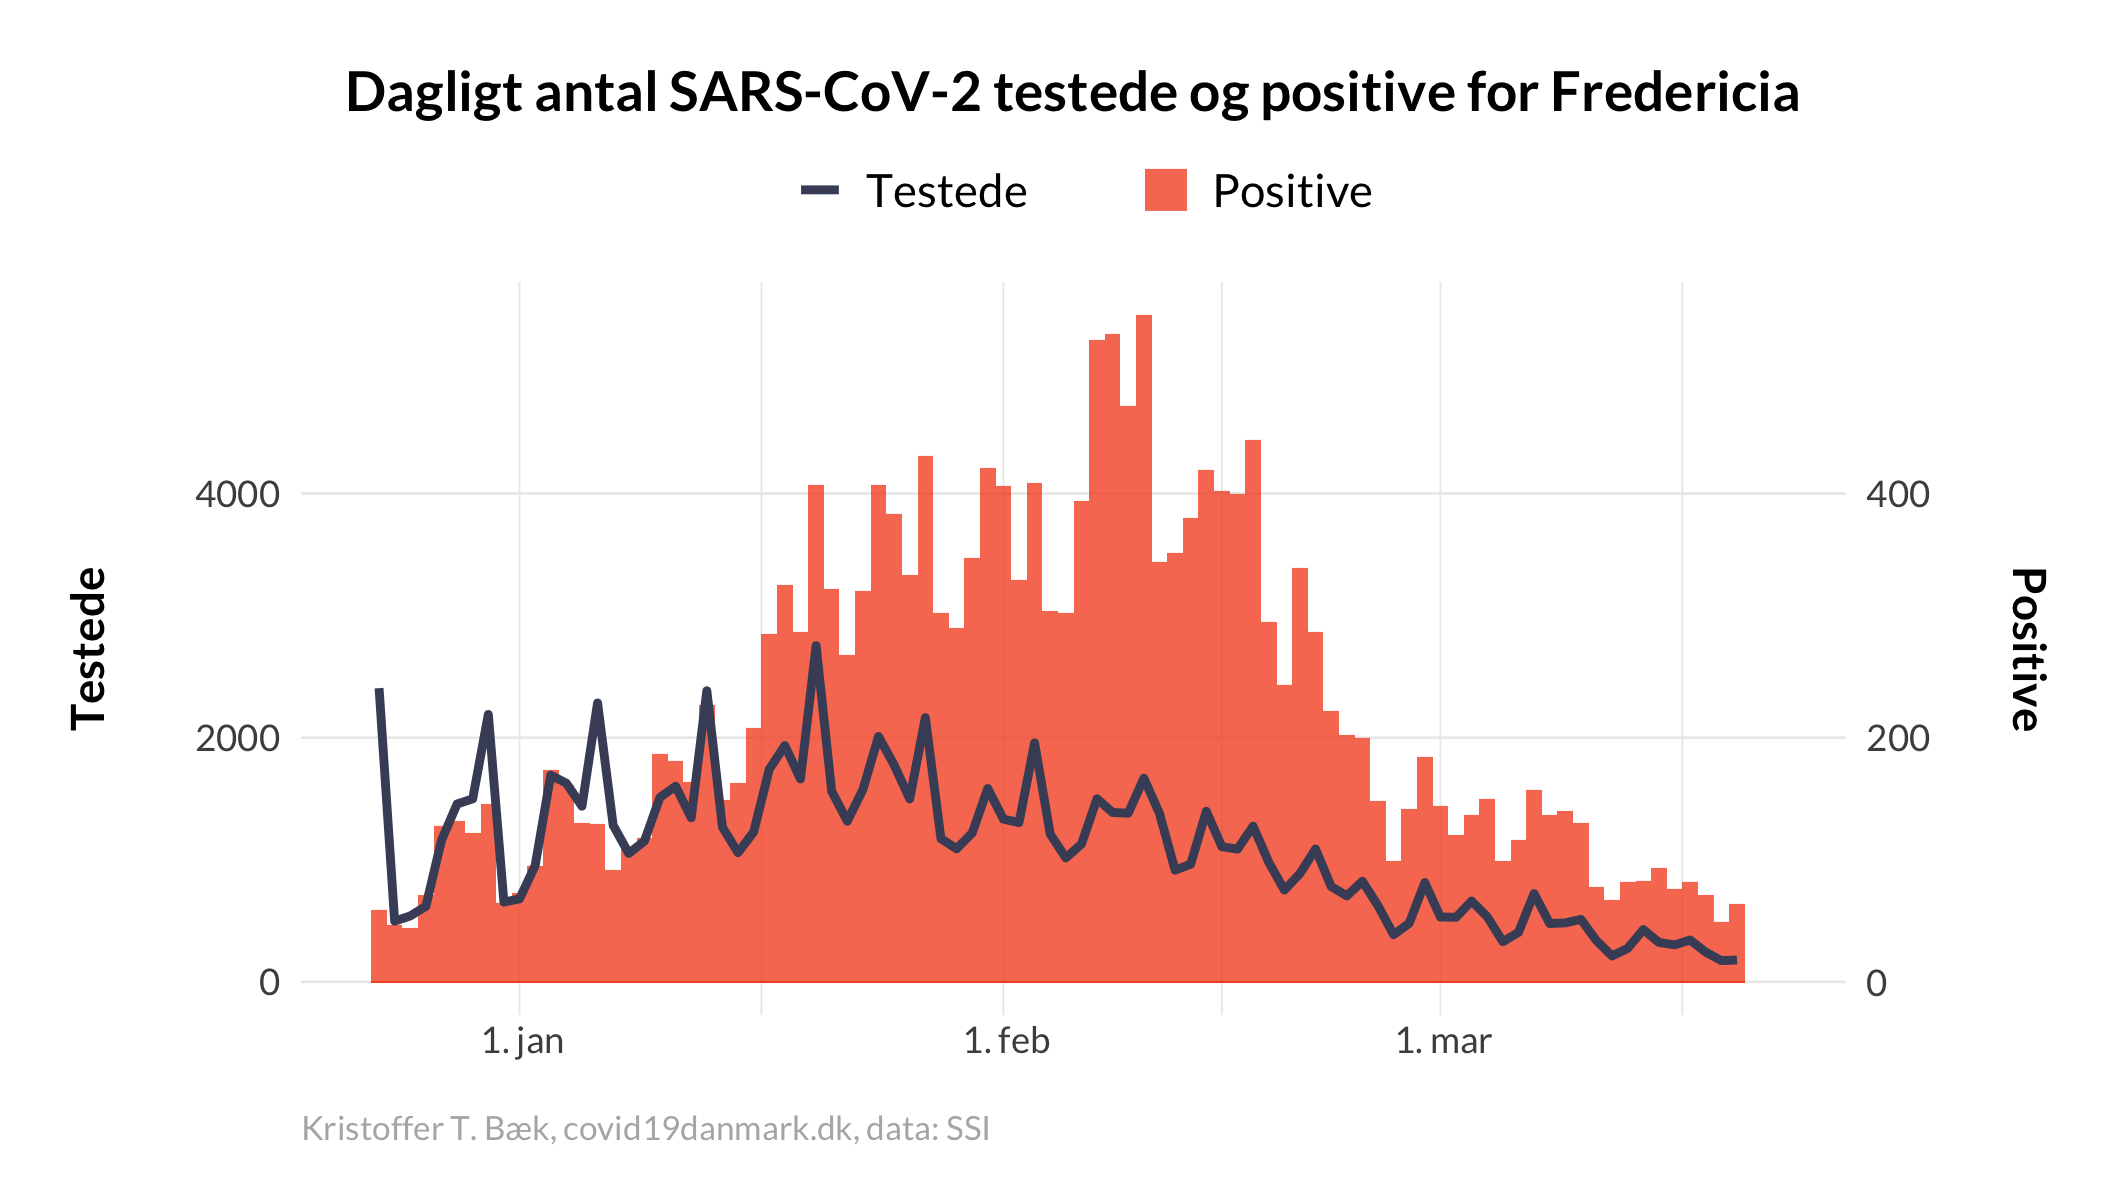 Dagligt antal SARS-CoV-2 testede og positive for Fredericia
Testede Positive
4000
2000
0
Testede
400
200
0
Positive
1. jan 1. feb 1. mar
Kristoffer T. Bæk, covid19danmark.dk, data: SSI